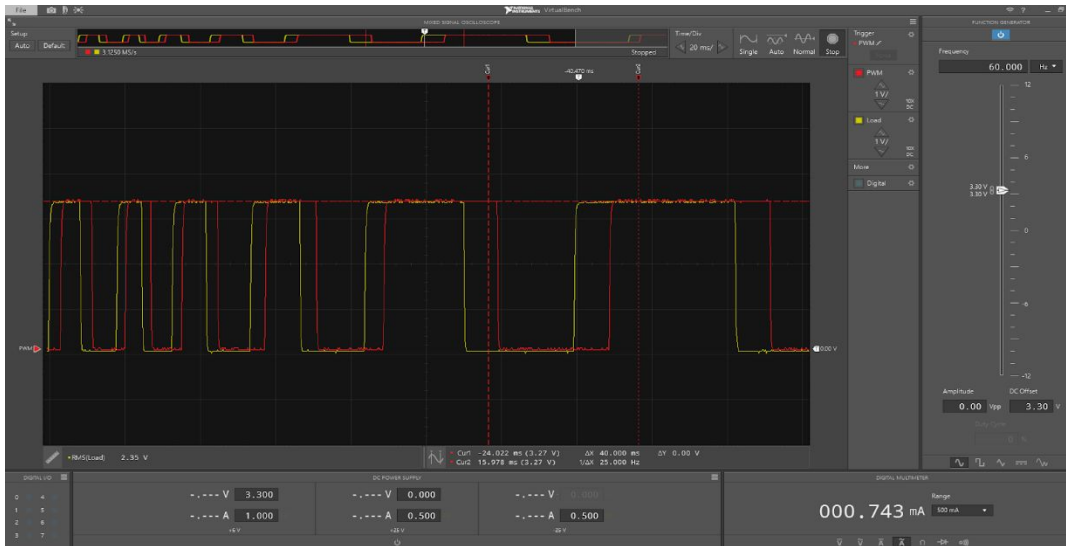 File
NATIONAL INSTRUMENTS VirtualBench
MIXED SIGNAL OSCILLOSCOPE
FUNCTION GENERATOR
Setup
Auto Default
3.1250 MS/s
Stopped
Time/Div
20 ms/
Single Auto Normal Stop
Trigger
PWM
Frequency
60.000 Hz
Cur1
-43.470 ms
Cur2
PWM
1 V/
DC
Load
1 V/
DC
More
Digital
12
6
3.30 V
3.30 V
0
-6
-12
PWM
0.00 V
Amplitude DC Offset
0.00 Vpp 3.30 V
Duty Cycle
RMS(Load) 2.35 V
Cur1 -24.022 ms (3.27 V) ΔX 40.000 ms ΔY 0.00 V
Cur2 15.978 ms (3.27 V) 1/ΔX 25.000 Hz
DIGITAL I/O
DC POWER SUPPLY
DIGITAL MULTIMETER
0 4
1 5
2 6
3 7
-.--- V 3.300
-.--- V 0.000
-.--- V 0.000
-.--- A 1.000
-.--- A 0.500
-.--- A 0.500
+6 V
+25 V
-25 V
000.743 mA
Range
500 mA